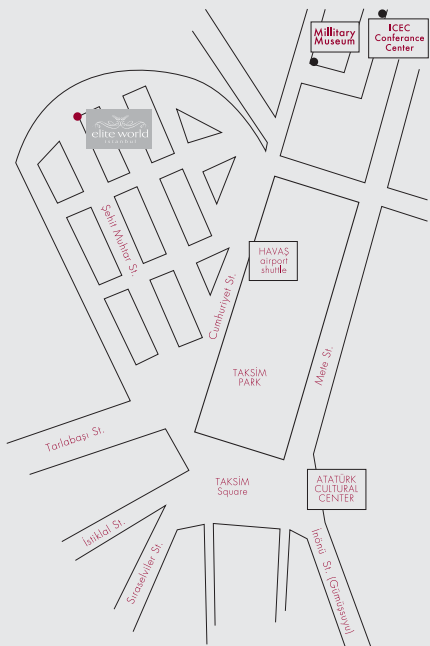 Millitary
Museum
ICEC
Conferance
Center
elite world
istanbul
Şehit Muhtar St.
HAVAŞ
airport
shuttle
Cumhuriyet St.
TAKSİM
PARK
Mete St.
Tarlabaşı St.
TAKSİM
Square
ATATÜRK
CULTURAL
CENTER
İstiklal St.
Sıraselviler St.
İnönü St. (Gümüşsuyu)